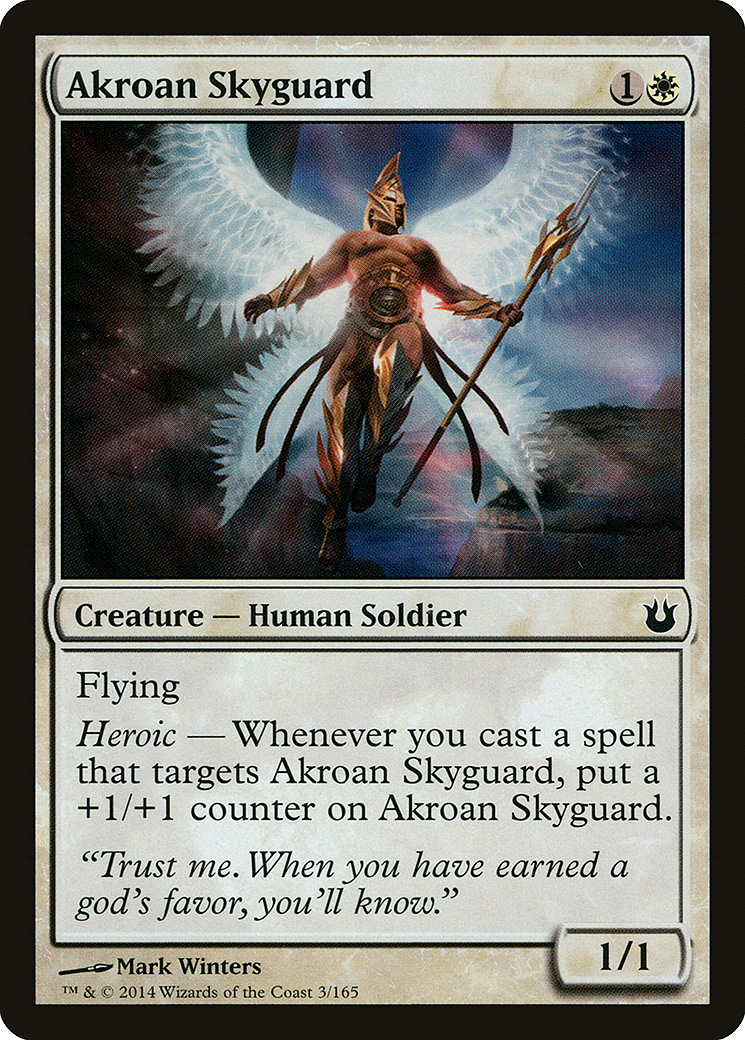 Akroan Skyguard 1
Creature — Human Soldier
Flying
Heroic — Whenever you cast a spell
that targets Akroan Skyguard, put a
+1/+1 counter on Akroan Skyguard.
“Trust me. When you have earned a
god’s favor, you’ll know.”
1/1
Mark Winters
™ & © 2014 Wizards of the Coast 3/165